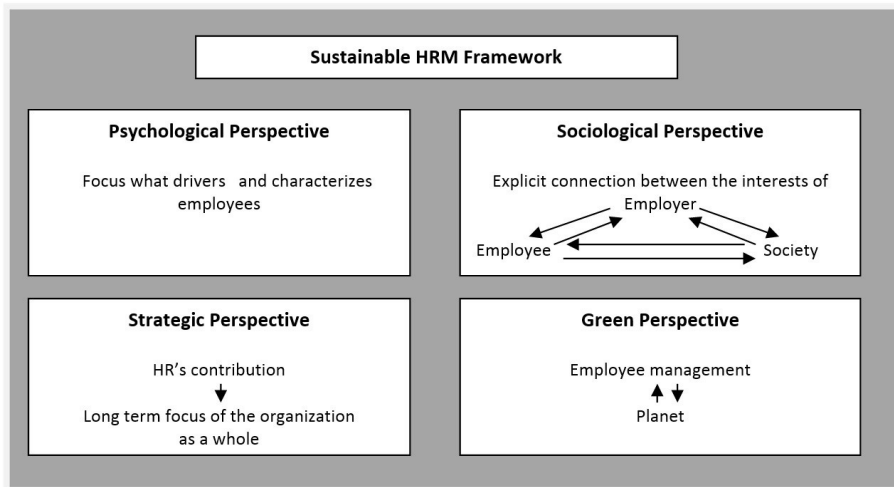 Sustainable HRM Framework
Psychological Perspective
Focus what drivers and characterizes
employees
Sociological Perspective
Explicit connection between the interests of
Employer
Employee
Society
Strategic Perspective
HR's contribution
Long term focus of the organization
as a whole
Green Perspective
Employee management
Planet